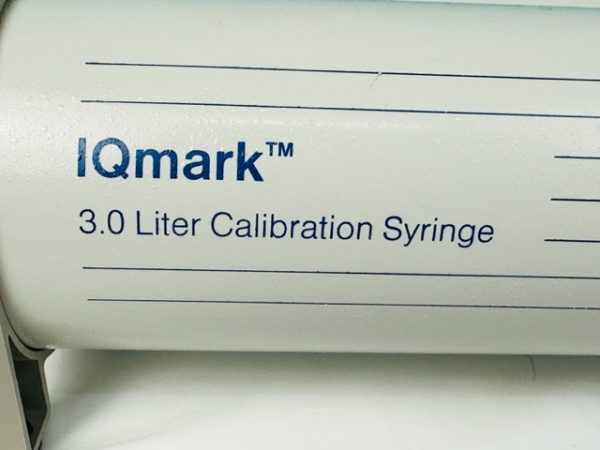 IQmark™
3.0 Liter Calibration Syringe